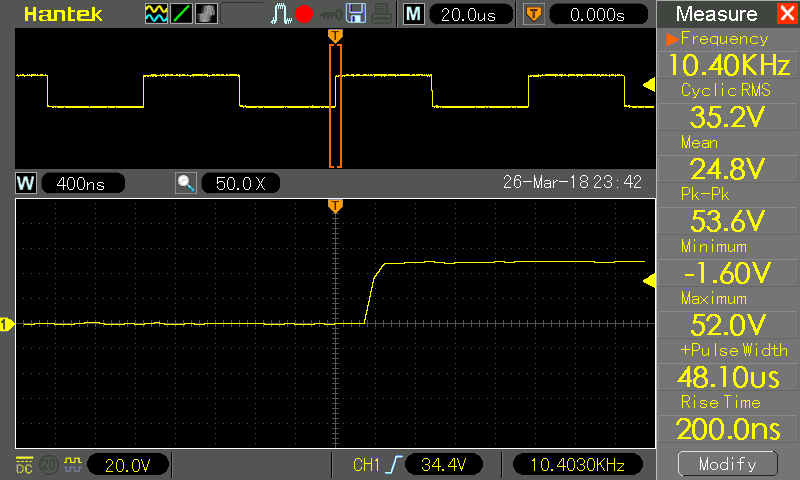 Hantek T M 20.0us T 0.000s Measure
T
Frequency
10.40KHz
Cyclic RMS
35.2V
Mean
24.8V
W 400ns 50.0X 26-Mar-18 23:42
Pk-Pk
T
53.6V
Minimum
-1.60V
Maximum
1
52.0V
+Pulse Width
48.10us
Rise Time
200.0ns
DC 20 20.0V CH1 34.4V 10.4030KHz Modify